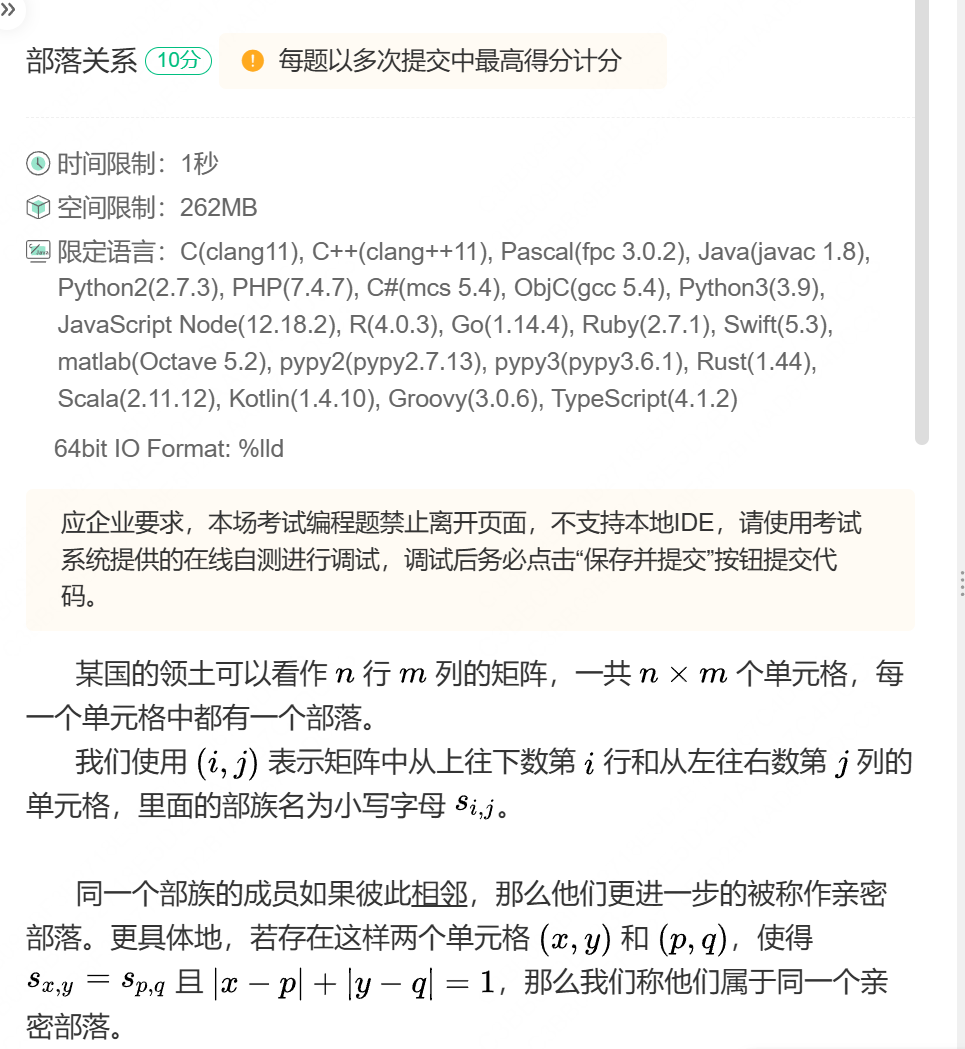 »
部落关系 10分 ! 每题以多次提交中最高得分计分
时间限制：1秒
空间限制：262MB
限定语言：C(clang11), C++(clang++11), Pascal(fpc 3.0.2), Java(javac 1.8),
Python2(2.7.3), PHP(7.4.7), C#(mcs 5.4), ObjC(gcc 5.4), Python3(3.9),
JavaScript Node(12.18.2), R(4.0.3), Go(1.14.4), Ruby(2.7.1), Swift(5.3),
matlab(Octave 5.2), pypy2(pypy2.7.13), pypy3(pypy3.6.1), Rust(1.44),
Scala(2.11.12), Kotlin(1.4.10), Groovy(3.0.6), TypeScript(4.1.2)
64bit IO Format: %lld
应企业要求，本场考试编程题禁止离开页面，不支持本地IDE，请使用考试
系统提供的在线自测进行调试，调试后务必点击“保存并提交”按钮提交代
码。
某国的领土可以看作 n 行 m 列的矩阵，一共 n × m 个单元格，每
一个单元格中都有一个部落。
我们使用 (i, j) 表示矩阵中从上往下数第 i 行和从左往右数第 j 列的
单元格，里面的部族名为小写字母 s_{i,j}。
同一个部族的成员如果彼此相邻，那么他们更进一步的被称作亲密
部落。更具体地，若存在这样两个单元格 (x, y) 和 (p, q)，使得
s_{x,y} = s_{p,q} 且 |x − p| + |y − q| = 1，那么我们称他们属于同一个亲
密部落。